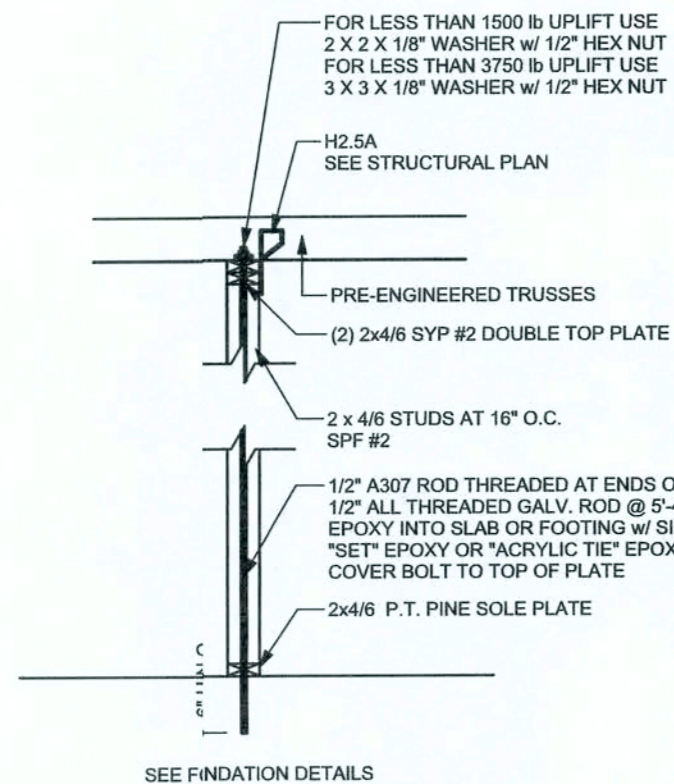 FOR LESS THAN 1500 lb UPLIFT USE
2 X 2 X 1/8" WASHER w/ 1/2" HEX NUT
FOR LESS THAN 3750 lb UPLIFT USE
3 X 3 X 1/8" WASHER w/ 1/2" HEX NUT
H2.5A
SEE STRUCTURAL PLAN
PRE-ENGINEERED TRUSSES
(2) 2x4/6 SYP #2 DOUBLE TOP PLATE
2 x 4/6 STUDS AT 16" O.C.
SPF #2
1/2" A307 ROD THREADED AT ENDS O
1/2" ALL THREADED GALV. ROD @ 5'-
EPOXY INTO SLAB OR FOOTING w/ SI
"SET" EPOXY OR "ACRYLIC TIE" EPOX
COVER BOLT TO TOP OF PLATE
2x4/6 P.T. PINE SOLE PLATE
SEE F(NDATION DETAILS